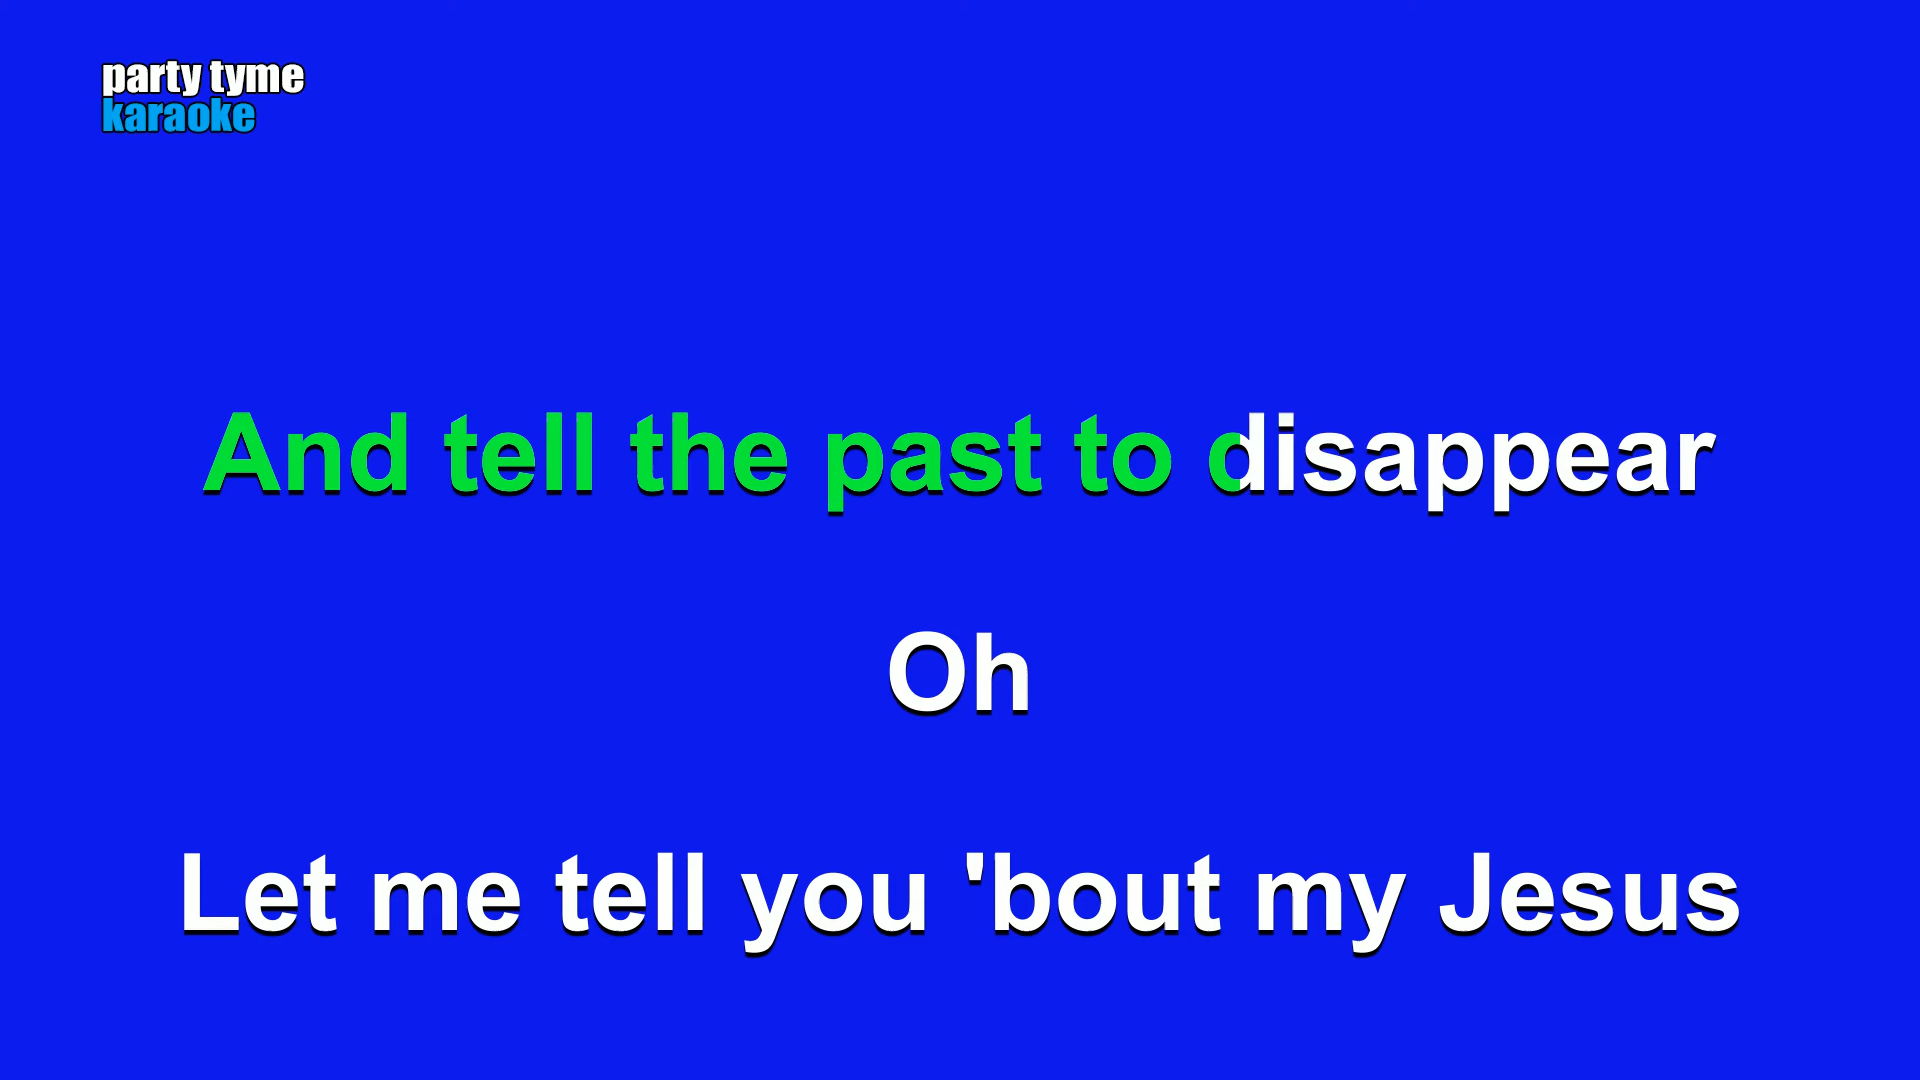 party tyme
karaoke
And tell the past to disappear
Oh
Let me tell you 'bout my Jesus